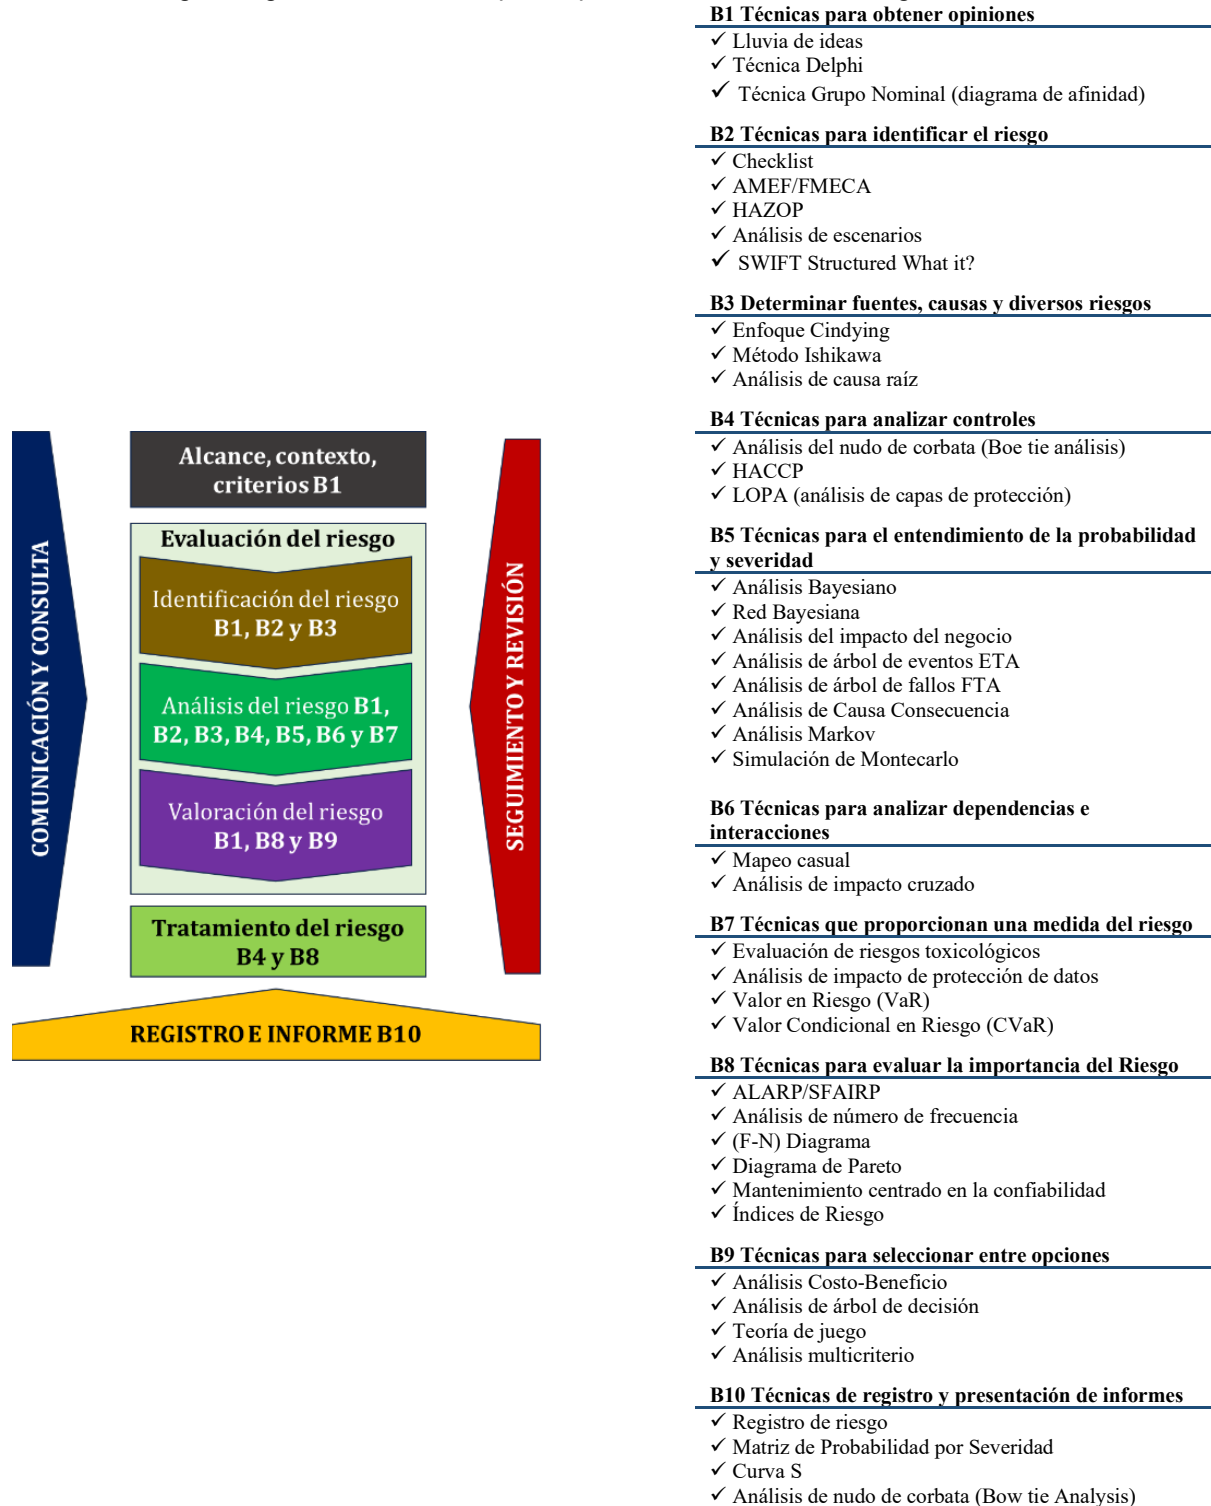 B1 Técnicas para obtener opiniones
✓ Lluvia de ideas
✓ Técnica Delphi
✓ Técnica Grupo Nominal (diagrama de afinidad)
B2 Técnicas para identificar el riesgo
✓ Checklist
✓ AMEF/FMECA
✓ HAZOP
✓ Análisis de escenarios
✓ SWIFT Structured What it?
B3 Determinar fuentes, causas y diversos riesgos
✓ Enfoque Cindying
✓ Método Ishikawa
✓ Análisis de causa raíz
B4 Técnicas para analizar controles
✓ Análisis del nudo de corbata (Boe tie análisis)
✓ HACCP
✓ LOPA (análisis de capas de protección)
B5 Técnicas para el entendimiento de la probabilidad
y severidad
✓ Análisis Bayesiano
✓ Red Bayesiana
✓ Análisis del impacto del negocio
✓ Análisis de árbol de eventos ETA
✓ Análisis de árbol de fallos FTA
✓ Análisis de Causa Consecuencia
✓ Análisis Markov
✓ Simulación de Montecarlo
B6 Técnicas para analizar dependencias e
interacciones
✓ Mapeo casual
✓ Análisis de impacto cruzado
B7 Técnicas que proporcionan una medida del riesgo
✓ Evaluación de riesgos toxicológicos
✓ Análisis de impacto de protección de datos
✓ Valor en Riesgo (VaR)
✓ Valor Condicional en Riesgo (CVaR)
B8 Técnicas para evaluar la importancia del Riesgo
✓ ALARP/SFAIRP
✓ Análisis de número de frecuencia
✓ (F-N) Diagrama
✓ Diagrama de Pareto
✓ Mantenimiento centrado en la confiabilidad
✓ Índices de Riesgo
B9 Técnicas para seleccionar entre opciones
✓ Análisis Costo-Beneficio
✓ Análisis de árbol de decisión
✓ Teoría de juego
✓ Análisis multicriterio
B10 Técnicas de registro y presentación de informes
✓ Registro de riesgo
✓ Matriz de Probabilidad por Severidad
✓ Curva S
✓ Análisis de nudo de corbata (Bow tie Analysis)
COMUNICACIÓN Y CONSULTA
Alcance, contexto,
criterios B1
Evaluación del riesgo
Identificación del riesgo
B1, B2 y B3
Análisis del riesgo B1,
B2, B3, B4, B5, B6 y B7
Valoración del riesgo
B1, B8 y B9
Tratamiento del riesgo
B4 y B8
SEGUIMIENTO Y REVISIÓN
REGISTRO E INFORME B10